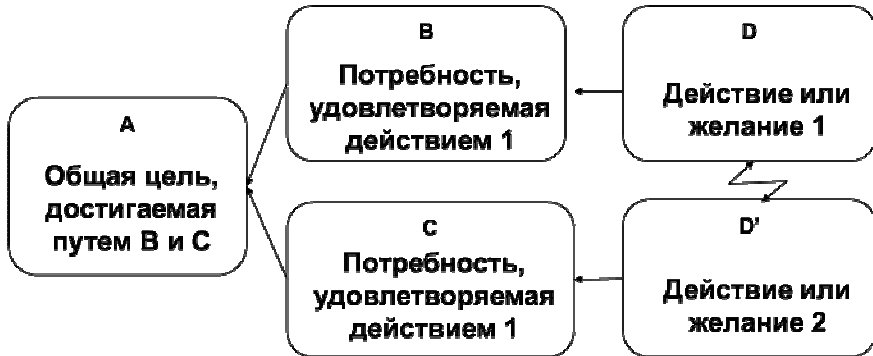 A
Общая цель,
достигаемая
путем В и С
B
Потребность,
удовлетворяемая
действием 1
D
Действие или
желание 1
C
Потребность,
удовлетворяемая
действием 1
D'
Действие или
желание 2